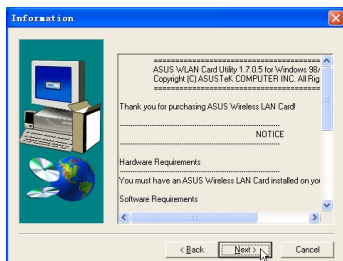 Information
==============================
ASUS WLAN Card Utility 1.7.0.5 for Windows 98/
Copyright (C) ASUSTeK COMPUTER INC. All Rig
==============================
Thank you for purchasing ASUS Wireless LAN Card!
NOTICE
Hardware Requirements
You must have an ASUS Wireless LAN Card installed on you
Software Requirements
< Back
Next >
Cancel